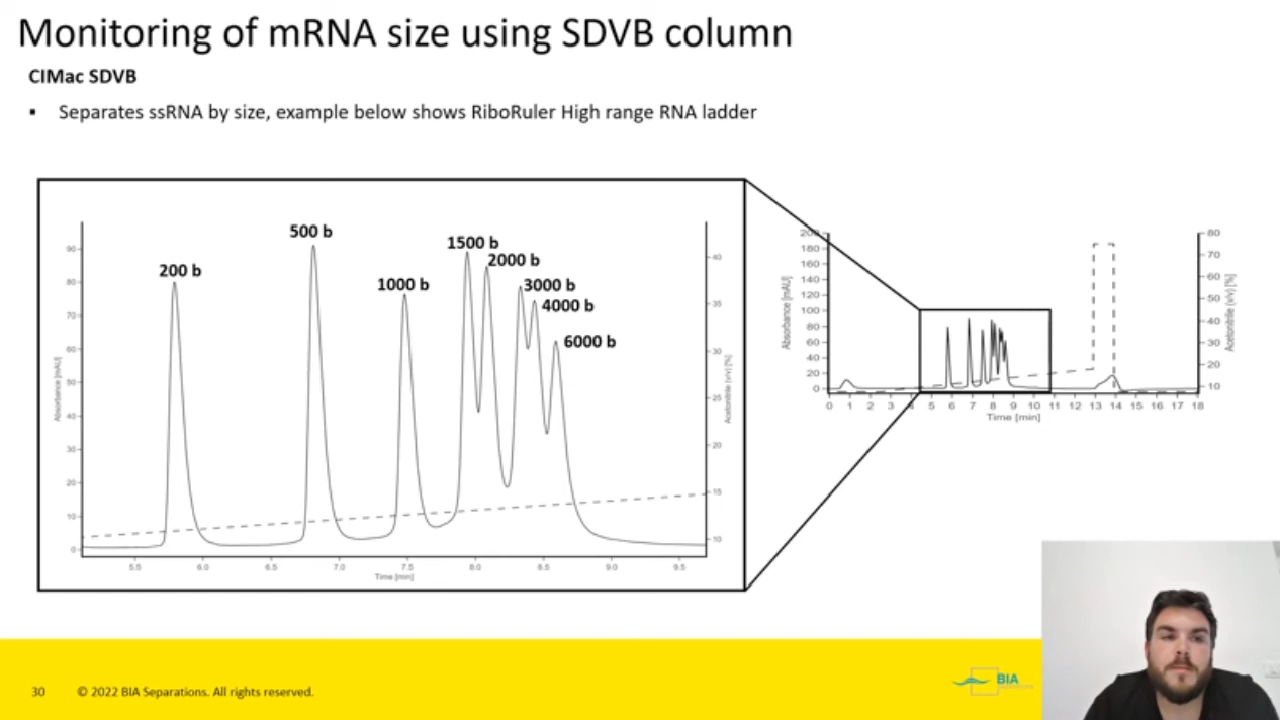 Monitoring of mRNA size using SDVB column
CIMac SDVB
▪ Separates ssRNA by size, example below shows RiboRuler High range RNA ladder
200 b
500 b
1000 b
1500 b
2000 b
3000 b
4000 b
6000 b
Absorbance [mAU]
90
80
70
60
50
40
30
20
10
0
5.5 6.0 6.5 7.0 7.5 8.0 8.5 9.0 9.5
Time [min]
40
35
30
25
20
15
10
Acetonitrile (v/v) [%]
Absorbance [mAU]
200
180
160
140
120
100
80
60
40
20
0
0 1 2 3 4 5 6 7 8 9 10 11 12 13 14 15 16 17 18
Time [min]
80
70
60
50
40
30
20
10
Acetonitrile (v/v) [%]
30 © 2022 BIA Separations. All rights reserved.
BIA